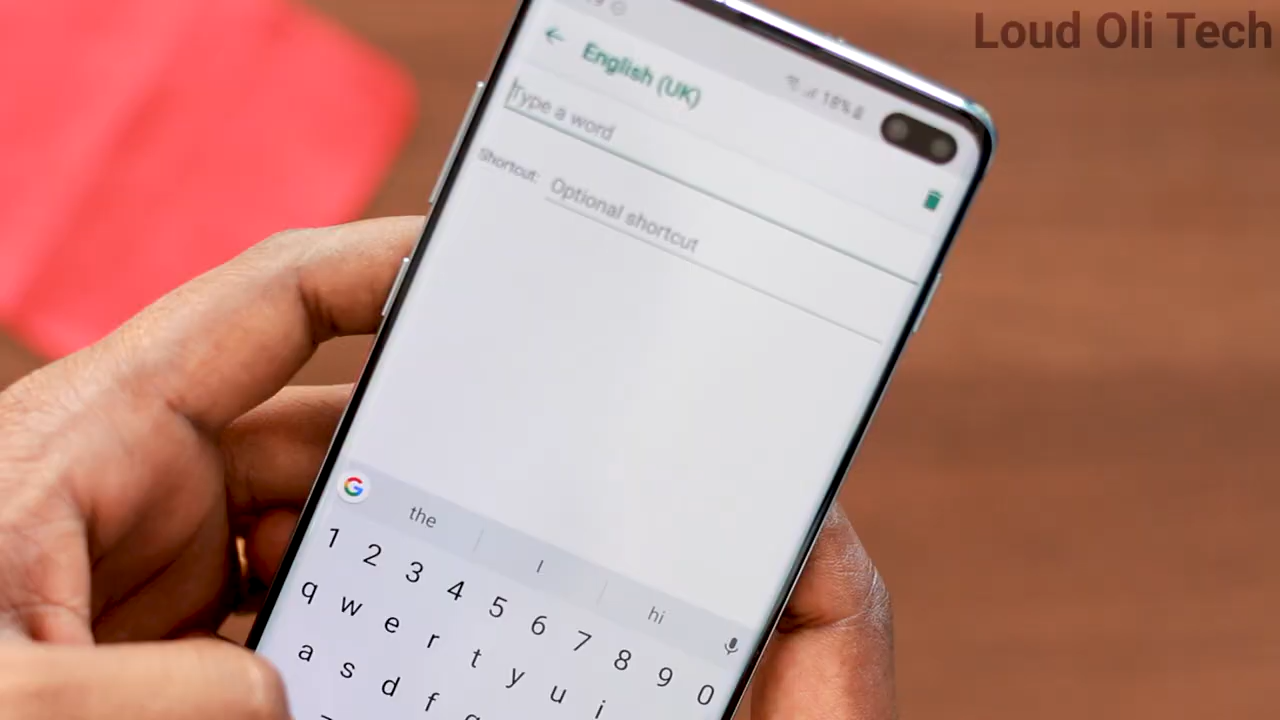 Loud Oli Tech
18%
English (UK)
Type a word
Shortcut: Optional shortcut
G the I hi
1 2 3 4 5 6 7 8 9 0
q w e r t y u i
a s d f